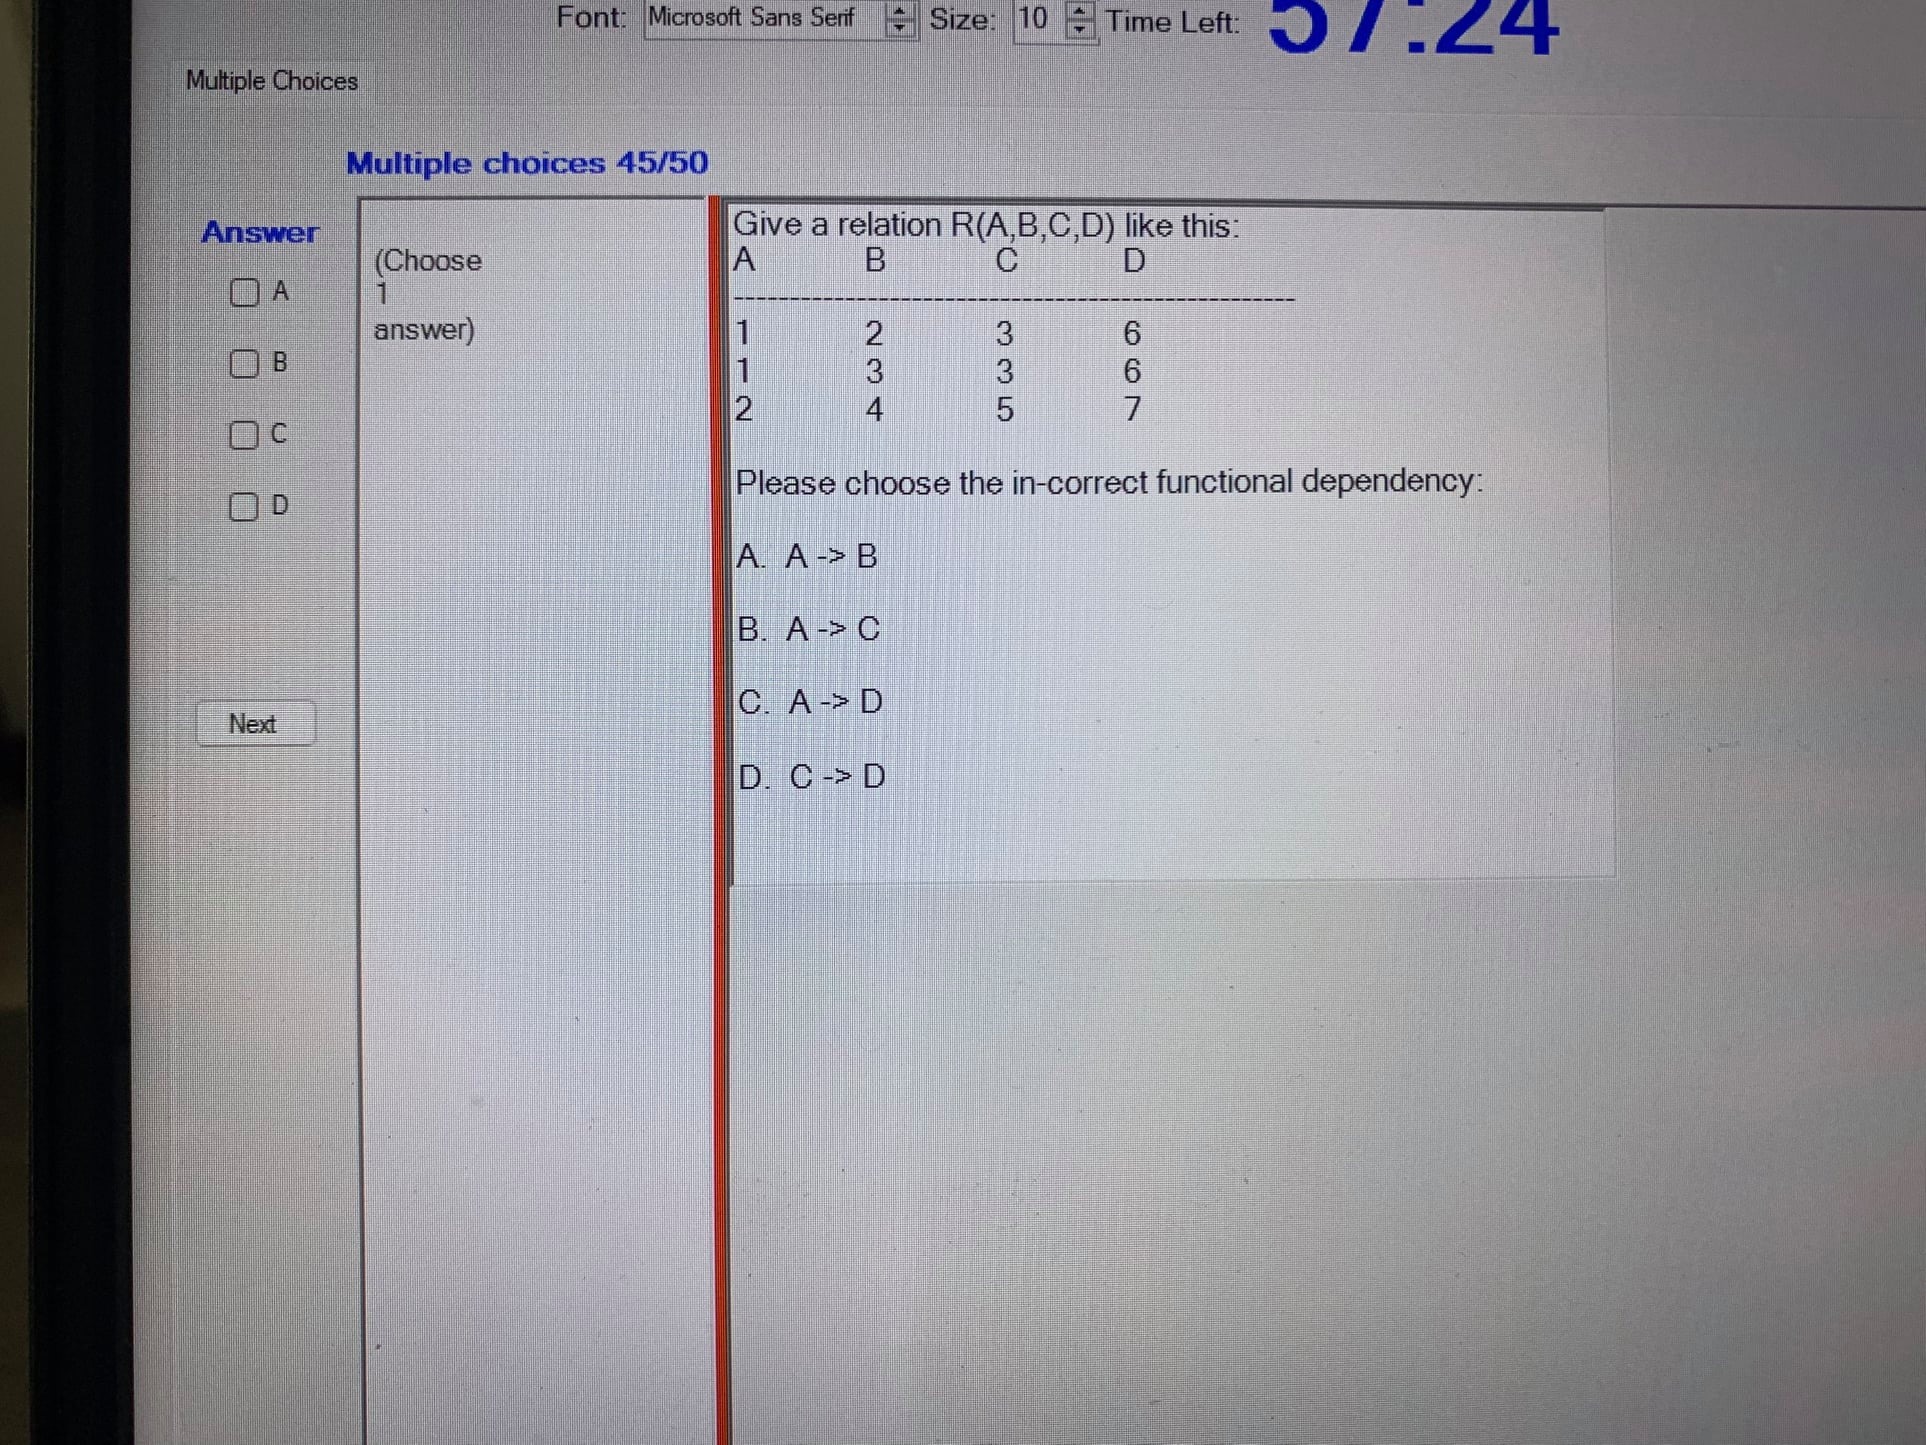 Font: Microsoft Sans Serif Size: 10 Time Left: 57:24
Multiple Choices
Multiple choices 45/50
Answer
A
B
C
D
Next
(Choose
1
answer)
Give a relation R(A,B,C,D) like this:
A B C D
--------------------------------------------------------------
1 2 3 6
1 3 3 6
2 4 5 7
Please choose the in-correct functional dependency:
A. A -> B
B. A -> C
C. A -> D
D. C -> D